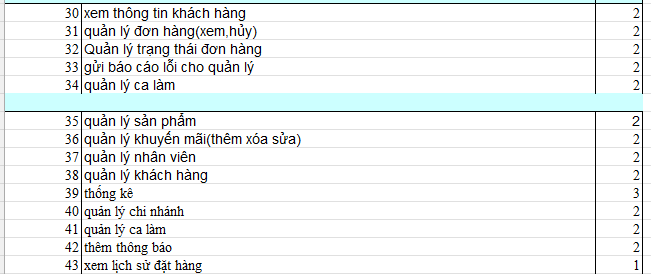 30 xem thông tin khách hàng 2
31 quản lý đơn hàng(xem,hủy) 2
32 Quản lý trạng thái đơn hàng 2
33 gửi báo cáo lỗi cho quản lý 2
34 quản lý ca làm 2
35 quản lý sản phẩm 2
36 quản lý khuyến mãi(thêm xóa sửa) 2
37 quản lý nhân viên 2
38 quản lý khách hàng 2
39 thống kê 3
40 quản lý chi nhánh 2
41 quản lý ca làm 2
42 thêm thông báo 2
43 xem lịch sử đặt hàng 1